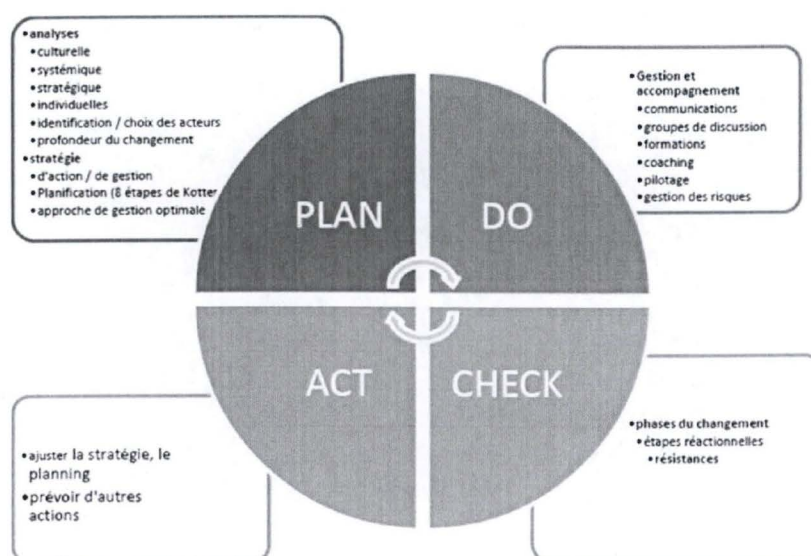 •analyses
•culturelle
•systémique
•stratégique
•individuelles
•identification / choix des acteurs
•profondeur du changement
•stratégie
•d'action / de gestion
•Planification (8 étapes de Kotter
•approche de gestion optimale
•Gestion et
accompagnement
•communications
•groupes de discussion
•formations
•coaching
•pilotage
•gestion des risques
PLAN
DO
ACT
CHECK
•ajuster la stratégie, le
planning
•prévoir d'autres
actions
•phases du changement
•étapes réactionnelles
•résistances